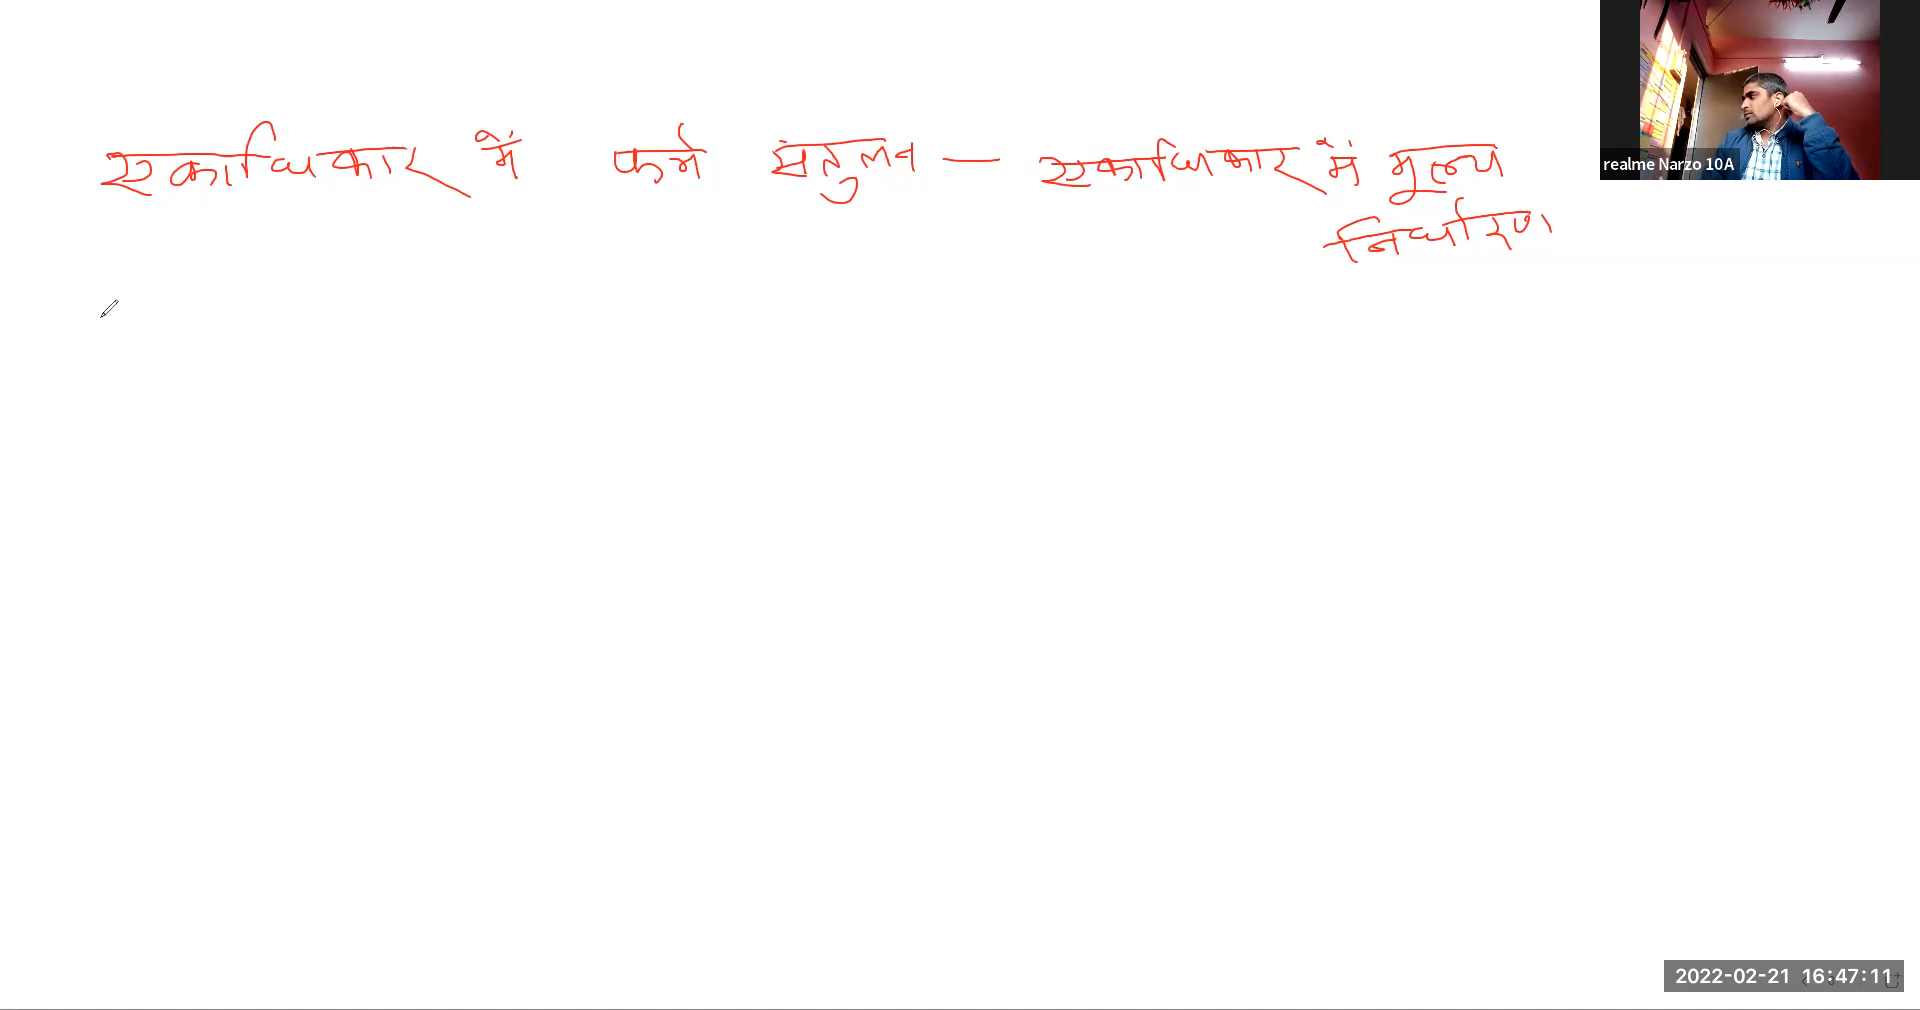 एकाधिकार में फर्म संतुलन — एकाधिकार में मूल्य
निर्धारण
realme Narzo 10A
2022-02-21 16:47:11